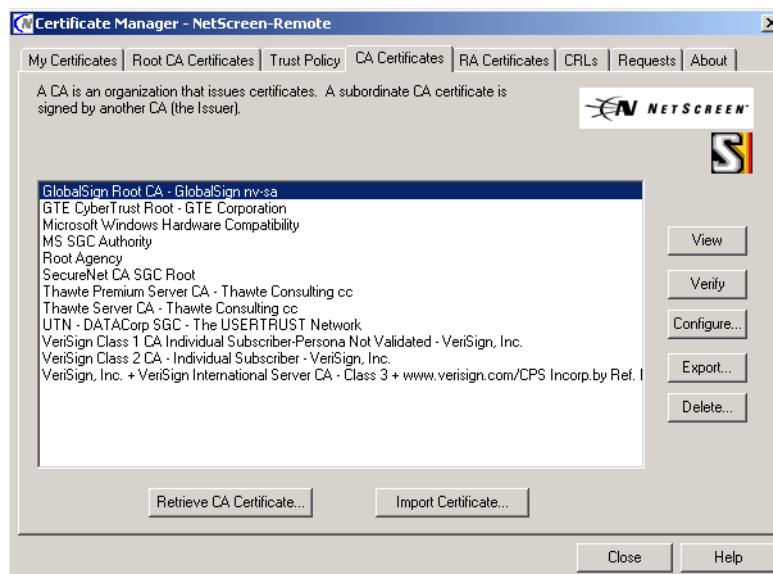 Certificate Manager - NetScreen-Remote
My Certificates Root CA Certificates Trust Policy CA Certificates RA Certificates CRLs Requests About
A CA is an organization that issues certificates. A subordinate CA certificate is
signed by another CA (the Issuer).
NETSCREEN
GlobalSign Root CA - GlobalSign nv-sa
GTE CyberTrust Root - GTE Corporation
Microsoft Windows Hardware Compatibility
MS SGC Authority
Root Agency
SecureNet CA SGC Root
Thawte Premium Server CA - Thawte Consulting cc
Thawte Server CA - Thawte Consulting cc
UTN - DATACorp SGC - The USERTRUST Network
VeriSign Class 1 CA Individual Subscriber-Persona Not Validated - VeriSign, Inc.
VeriSign Class 2 CA - Individual Subscriber - VeriSign, Inc.
VeriSign, Inc. + VeriSign International Server CA - Class 3 + www.verisign.com/CPS Incorp.by Ref.
View
Verify
Configure...
Export...
Delete...
Retrieve CA Certificate... Import Certificate...
Close Help